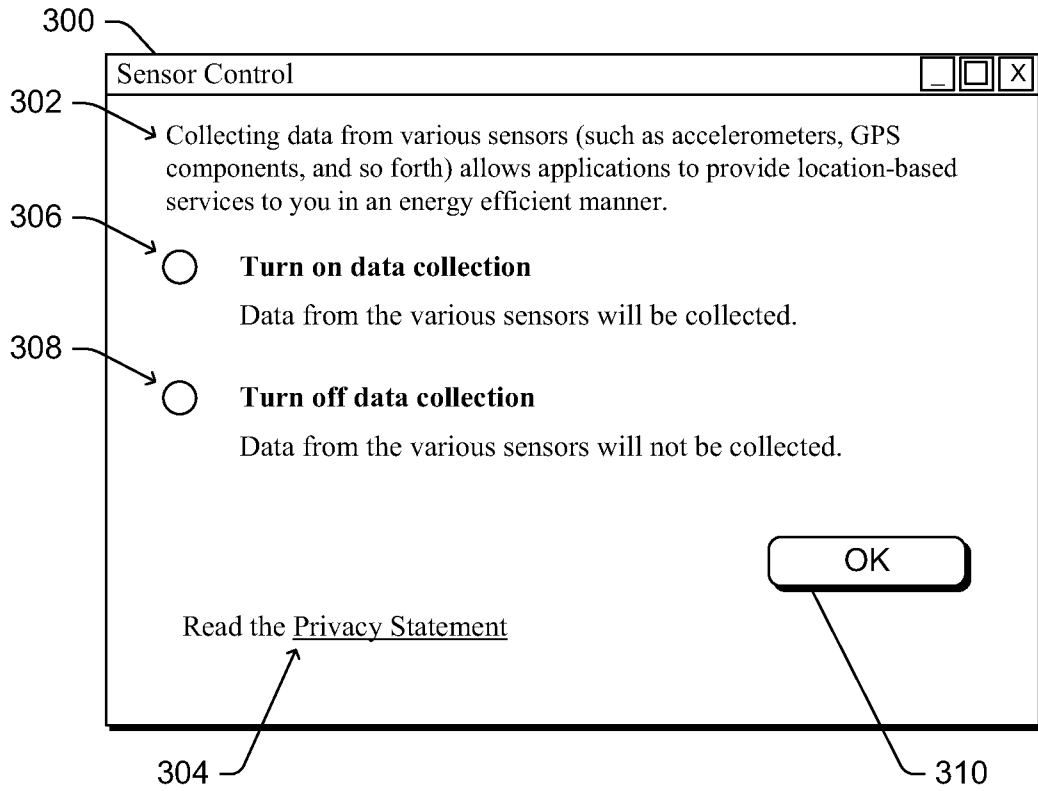 300
Sensor Control
_ X
302
Collecting data from various sensors (such as accelerometers, GPS
components, and so forth) allows applications to provide location-based
services to you in an energy efficient manner.
306
Turn on data collection
Data from the various sensors will be collected.
308
Turn off data collection
Data from the various sensors will not be collected.
OK
Read the Privacy Statement
304
310